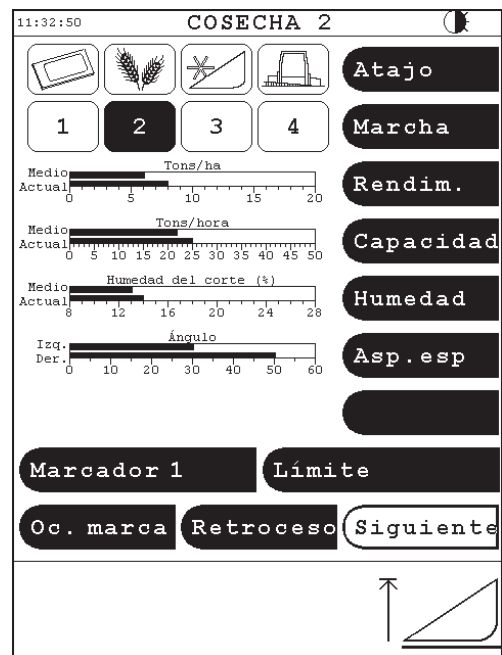 11:32:50 COSECHA 2
Atajo
1 2 3 4 Marcha
Tons/ha
Medio
Actual
0 5 10 15 20
Rendim.
Tons/hora
Medio
Actual
0 5 10 15 20 25 30 35 40 45 50
Capacidad
Humedad del corte (%)
Medio
Actual
8 12 16 20 24 28
Humedad
Ángulo
Izq.
Der.
0 10 20 30 40 50 60
Asp.esp
Marcador 1 Límite
Oc. marca Retroceso Siguiente